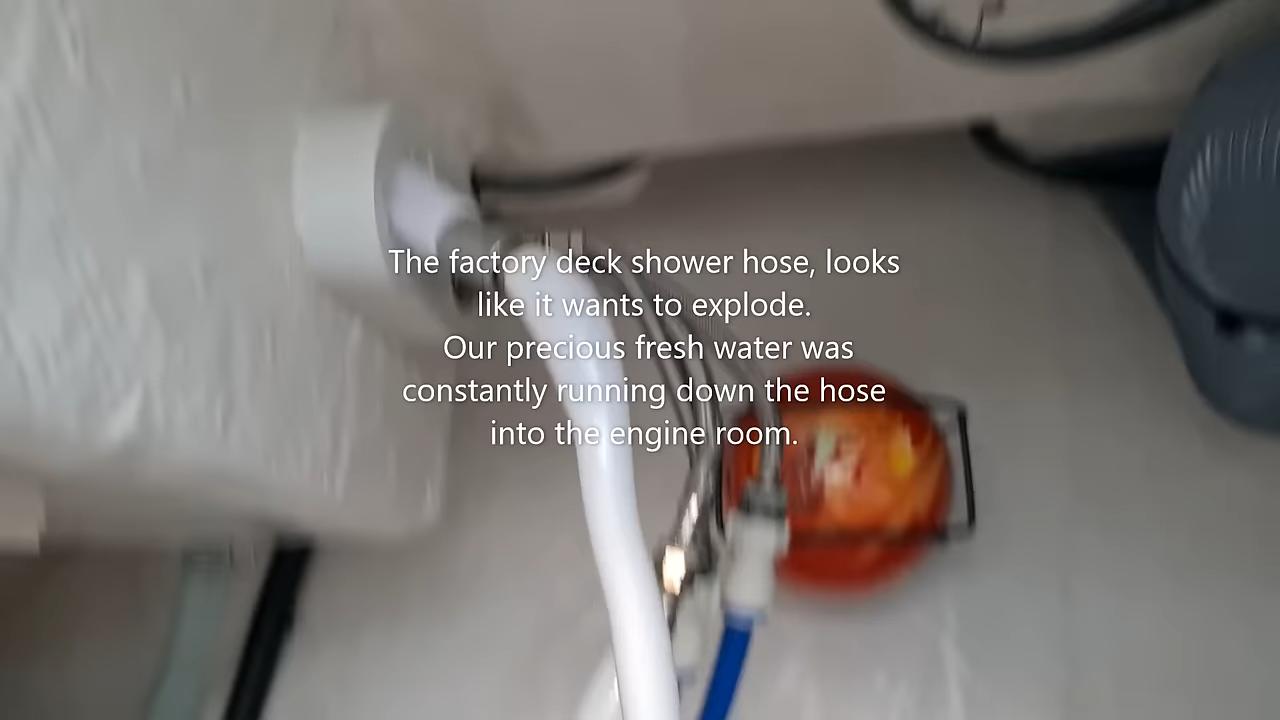 The factory deck shower hose, looks
like it wants to explode.
Our precious fresh water was
constantly running down the hose
into the engine room.